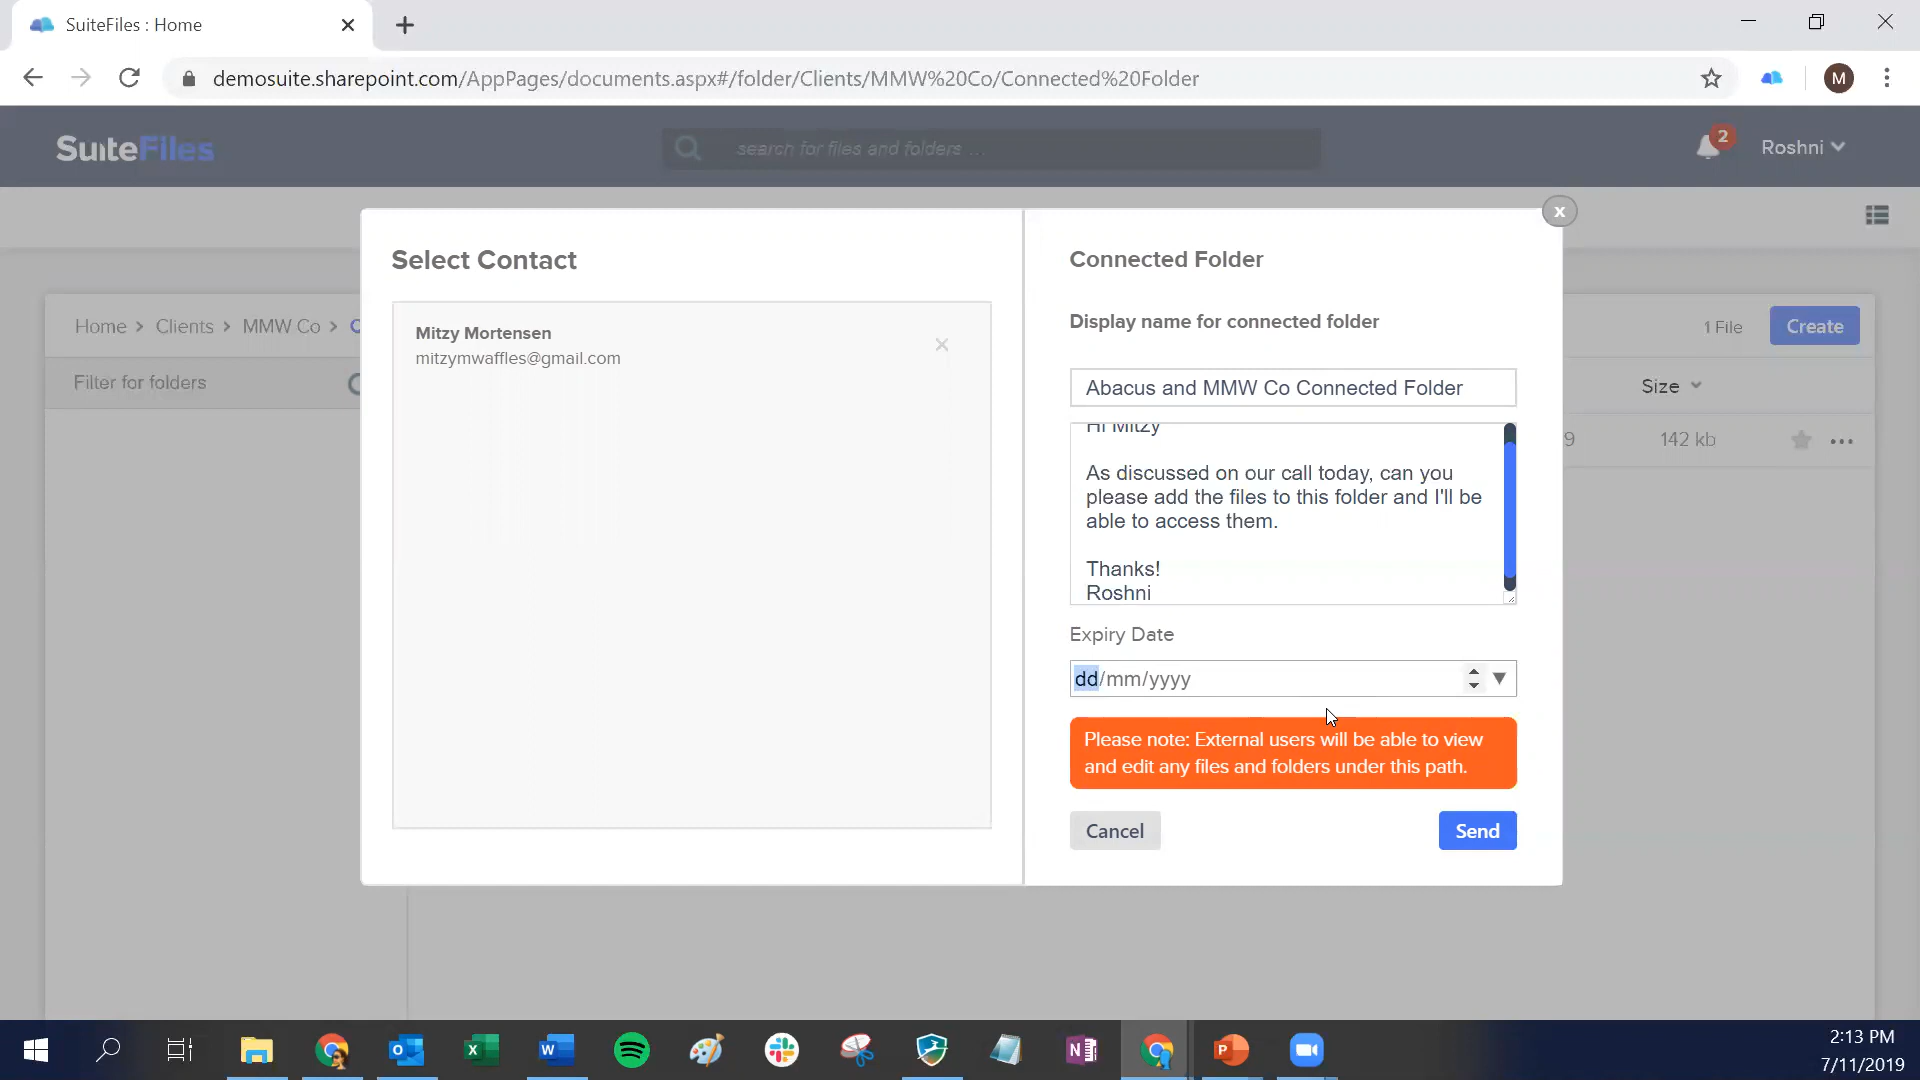 SuiteFiles : Home
demosuite.sharepoint.com/AppPages/documents.aspx#/folder/Clients/MMW%20Co/Connected%20Folder
M
SuiteFiles
search for files and folders ...
2
Roshni
x
Select Contact
Connected Folder
Mitzy Mortensen
mitzymwaffles@gmail.com
Display name for connected folder
Home > Clients > MMW Co >
1 File
Create
Filter for folders
Abacus and MMW Co Connected Folder
Size
Hi Mitzy
9
142 kb
As discussed on our call today, can you
please add the files to this folder and I'll be
able to access them.
Thanks!
Roshni
Expiry Date
dd/mm/yyyy
Please note: External users will be able to view
and edit any files and folders under this path.
Cancel
Send
2:13 PM
7/11/2019